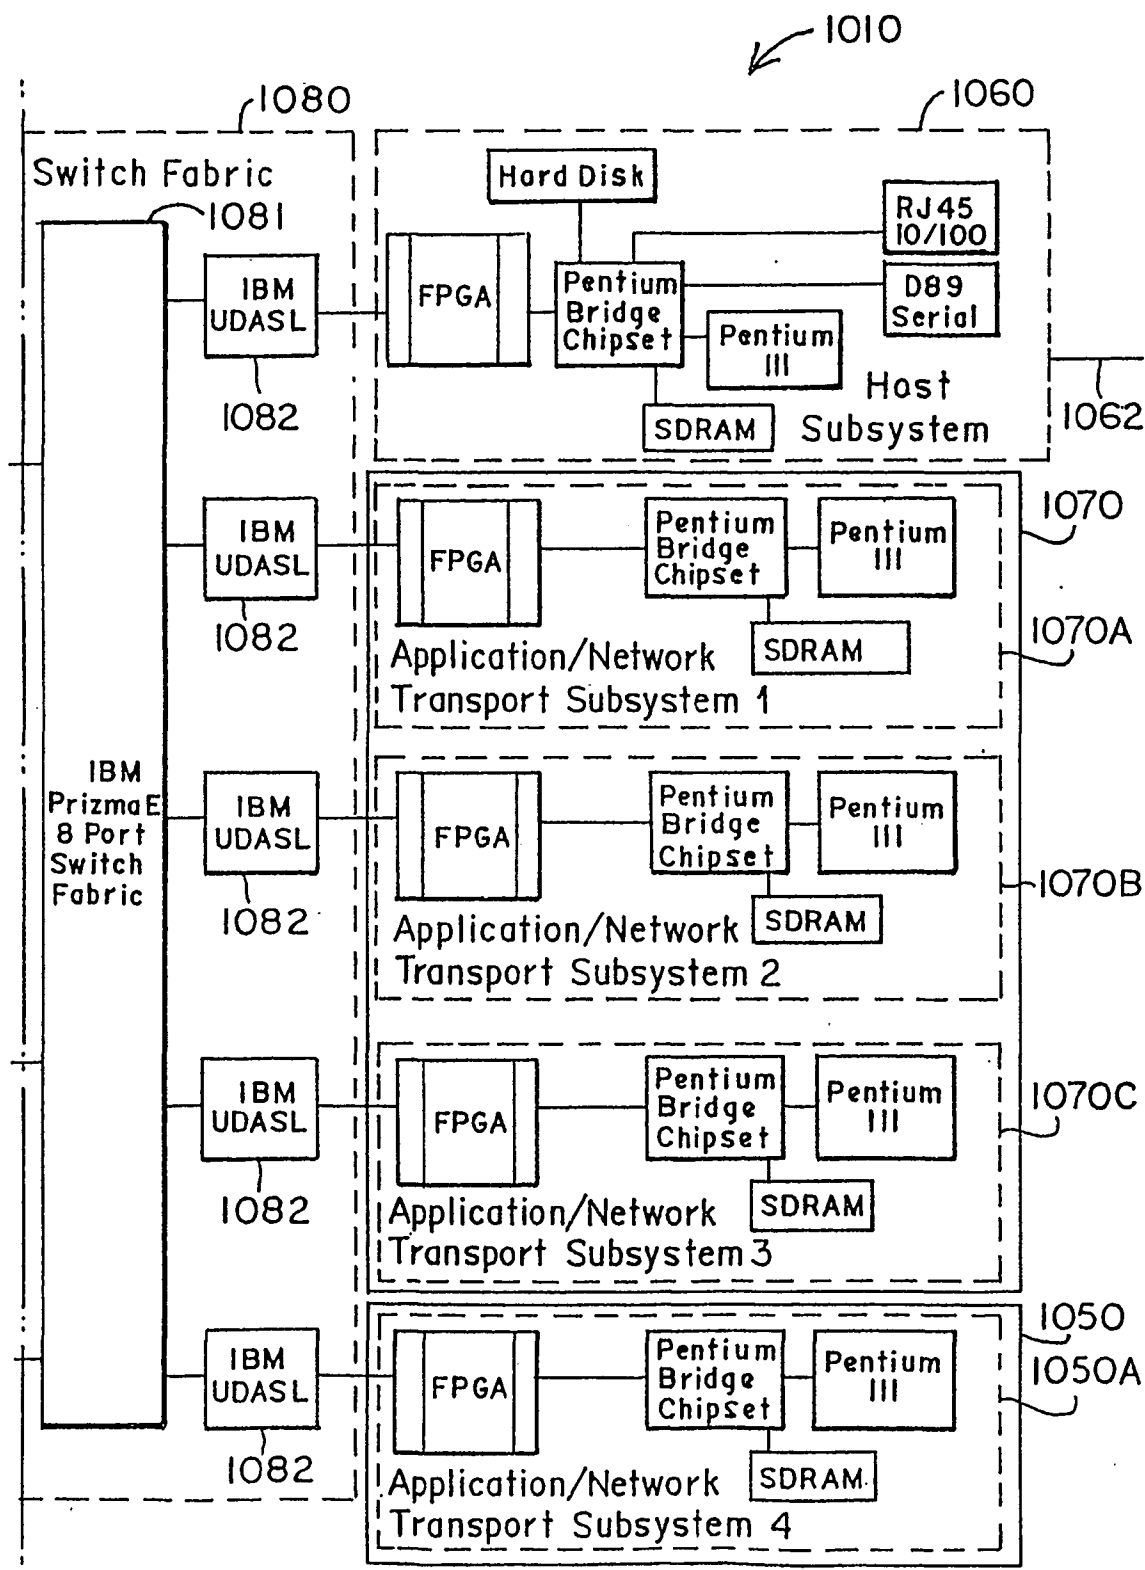 1010
1080
1060
Switch Fabric
1081
Hard Disk
RJ45
10/100
IBM
UDASL
FPGA
Pentium
Bridge
Chipset
D89
Serial
Pentium
III
1082
SDRAM
Host
Subsystem
1062
IBM
UDASL
1082
FPGA
Pentium
Bridge
Chipset
Pentium
III
1070
SDRAM
1070A
Application/Network
Transport Subsystem 1
IBM
PrizmaE
8 Port
Switch
Fabric
IBM
UDASL
1082
FPGA
Pentium
Bridge
Chipset
Pentium
III
1070B
SDRAM
Application/Network
Transport Subsystem 2
IBM
UDASL
1082
FPGA
Pentium
Bridge
Chipset
Pentium
III
1070C
SDRAM
Application/Network
Transport Subsystem 3
1050
IBM
UDASL
1082
FPGA
Pentium
Bridge
Chipset
Pentium
III
1050A
SDRAM
Application/Network
Transport Subsystem 4